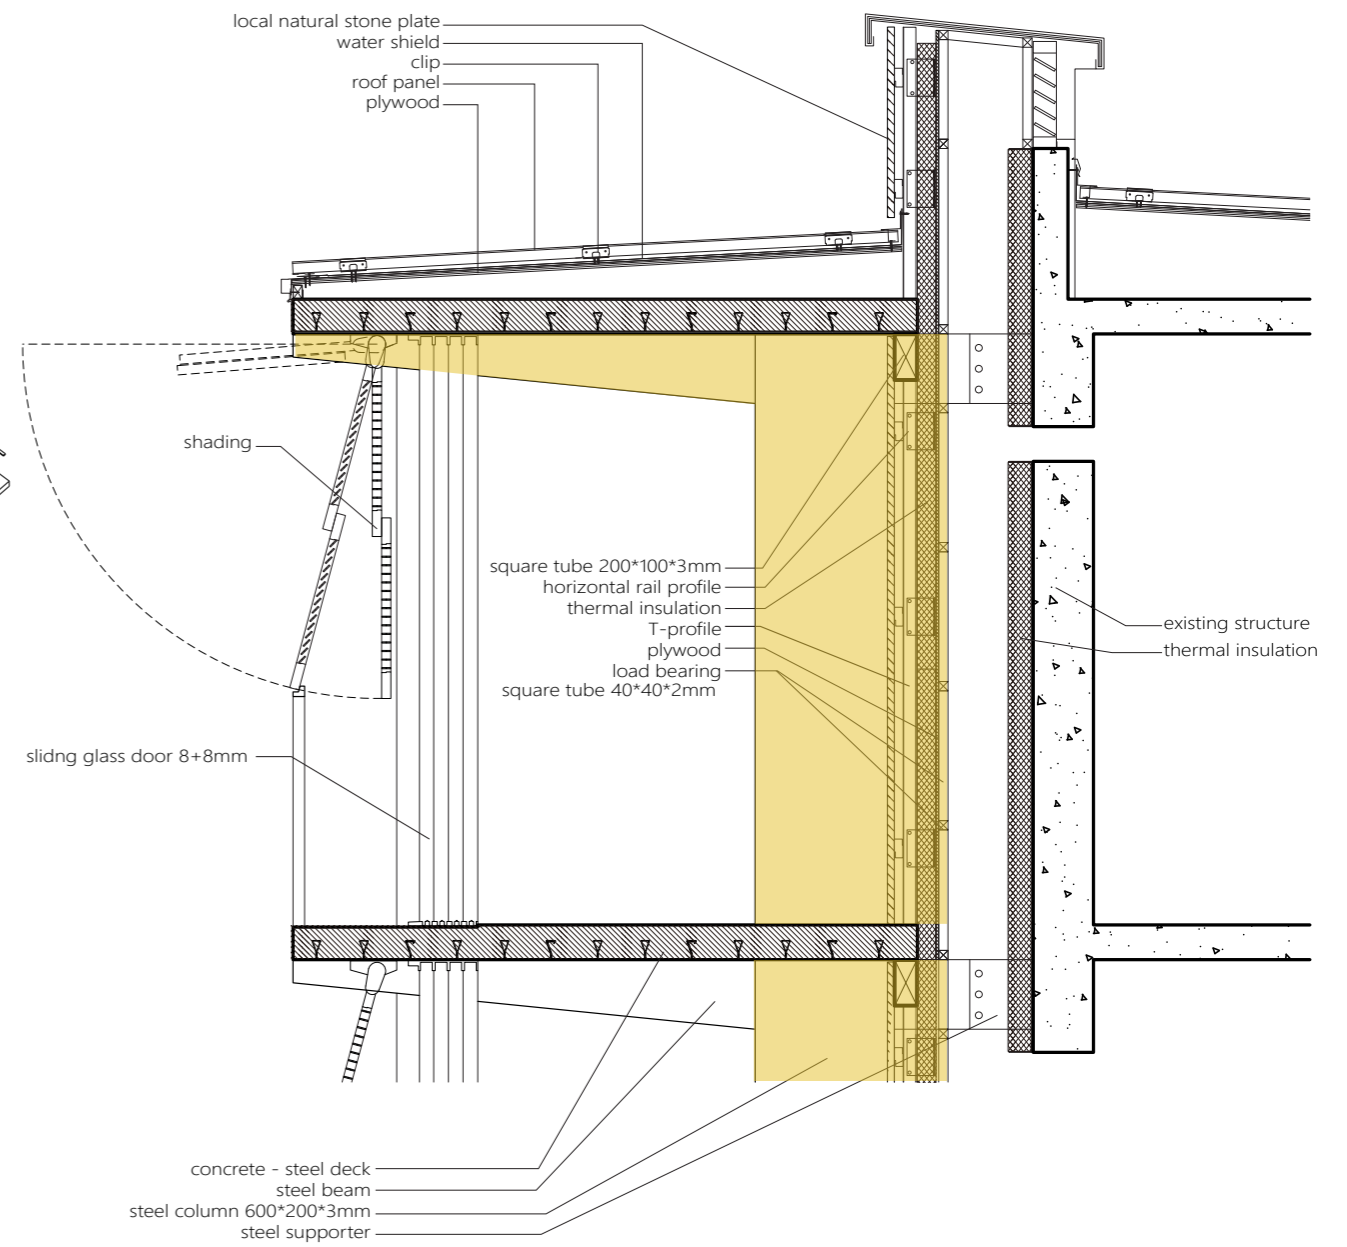 local natural stone plate
water shield
clip
roof panel
plywood
shading
square tube 200*100*3mm
horizontal rail profile
thermal insulation
T-profile
plywood
load bearing
square tube 40*40*2mm
existing structure
thermal insulation
slidng glass door 8+8mm
concrete - steel deck
steel beam
steel column 600*200*3mm
steel supporter